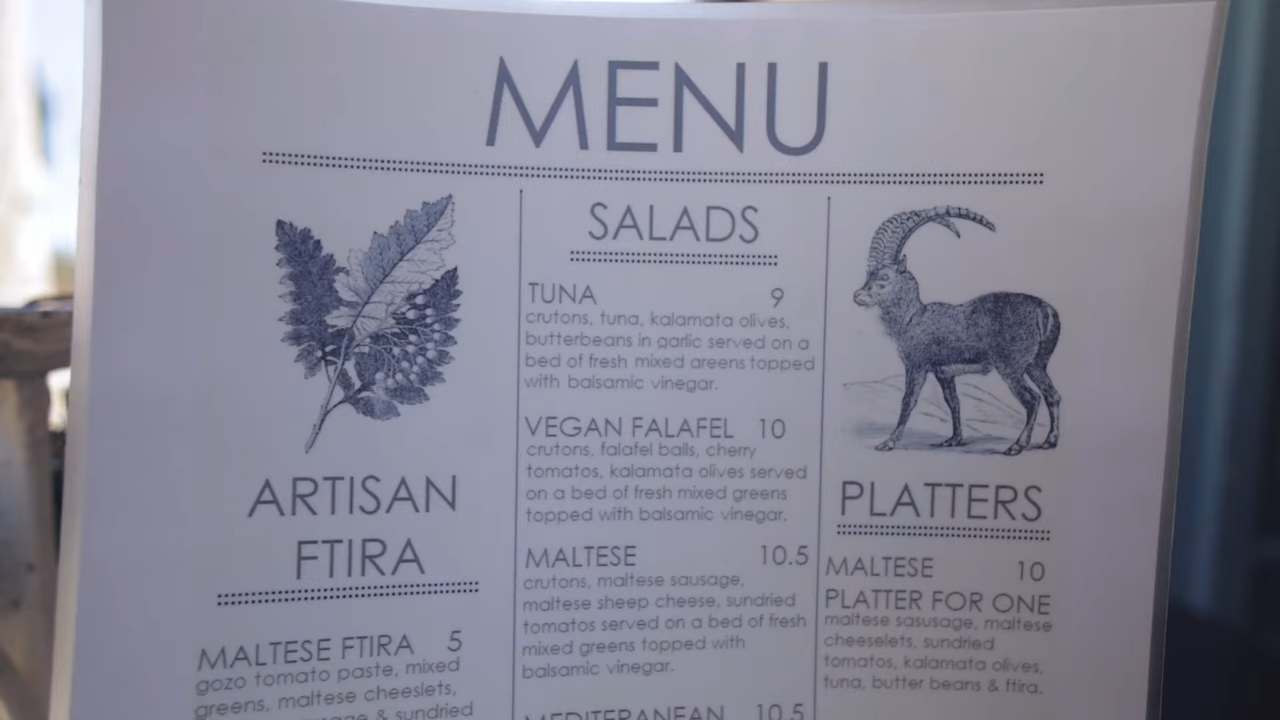 MENU
ARTISAN
FTIRA
MALTESE FTIRA 5
gozo tomato paste, mixed
greens, maltese cheeslets,
& sundried
SALADS
TUNA 9
crutons, tuna, kalamata olives,
butterbeans in garlic served on a
bed of fresh mixed greens topped
with balsamic vinegar.
VEGAN FALAFEL 10
crutons, falafel balls, cherry
tomatos, kalamata olives served
on a bed of fresh mixed greens
topped with balsamic vinegar.
MALTESE 10.5
crutons, maltese sausage,
maltese sheep cheese, sundried
tomatos served on a bed of fresh
mixed greens topped with
balsamic vinegar.
MEDITERRANEAN 10.5
PLATTERS
MALTESE 10
PLATTER FOR ONE
maltese sasusage, maltese
cheeselets, sundried
tomatos, kalamata olives,
tuna, butter beans & ftira.